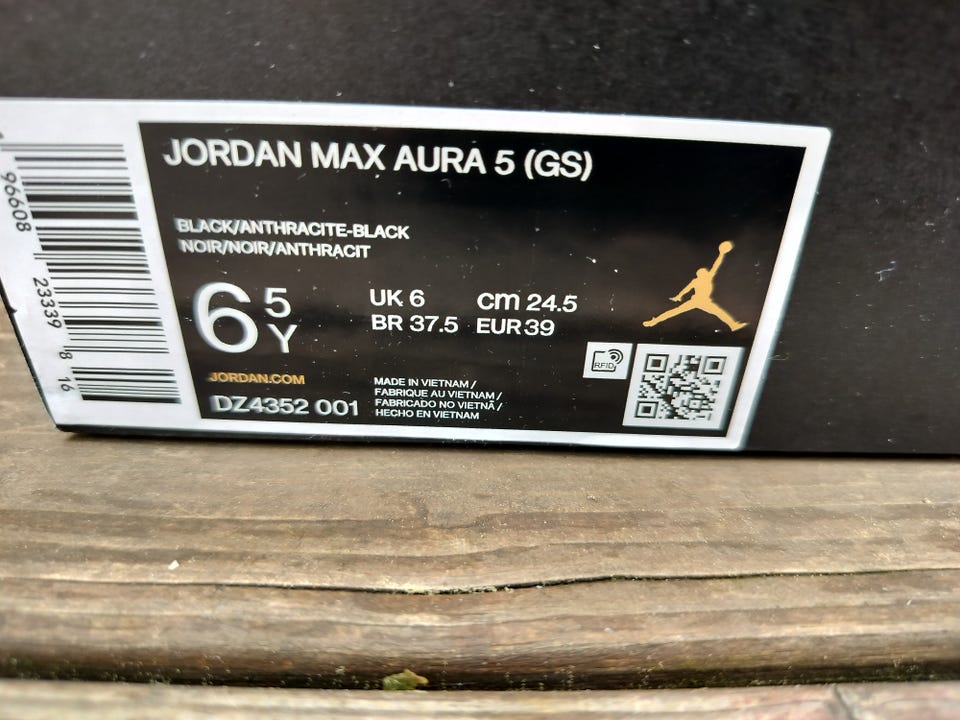 JORDAN MAX AURA 5 (GS)
BLACK/ANTHRACITE-BLACK
NOIR/NOIR/ANTHRACIT
6 5 Y
UK 6 cm 24.5
BR 37.5 EUR 39
JORDAN.COM
DZ4352 001
MADE IN VIETNAM /
FABRIQUE AU VIETNAM /
FABRICADO NO VIETNÃ /
HECHO EN VIETNAM
RFID
96608 23339 8 16